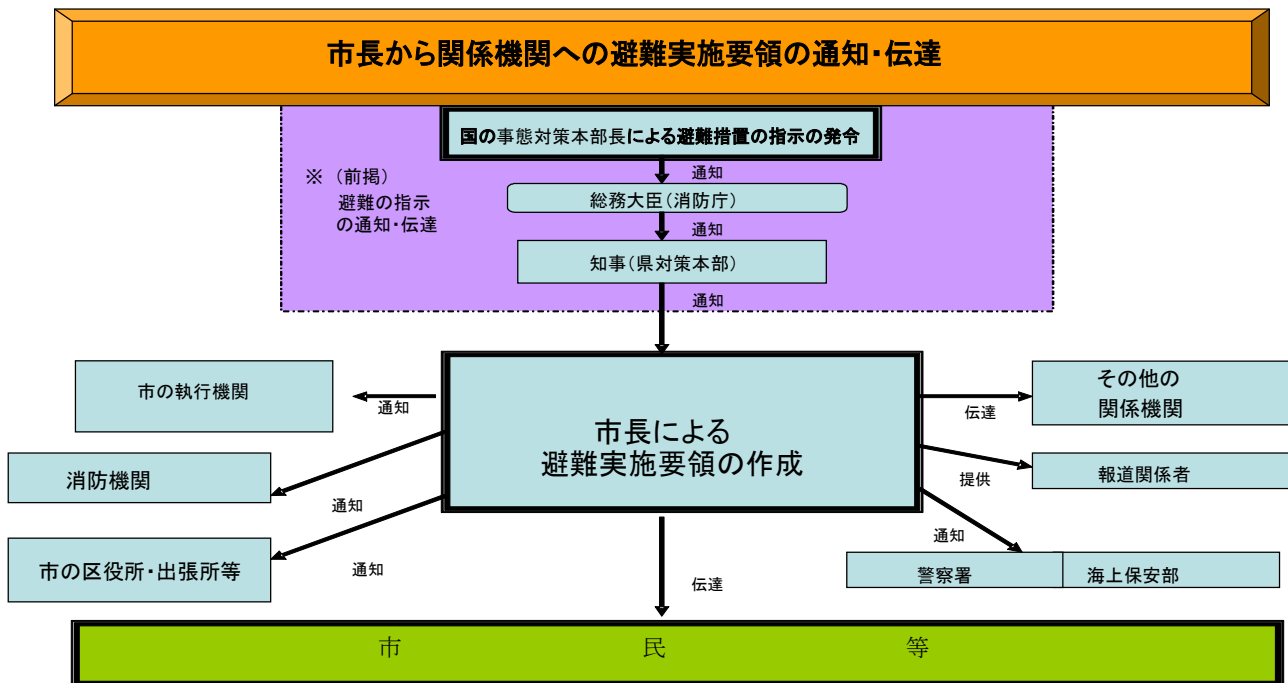 市長から関係機関への避難実施要領の通知・伝達
国の事態対策本部長による避難措置の指示の発令
通知
※ (前掲)
避難の指示
の通知・伝達
総務大臣(消防庁)
通知
知事(県対策本部)
通知
市の執行機関
通知
消防機関
通知
市の区役所・出張所等
通知
市長による
避難実施要領の作成
その他の
関係機関
伝達
報道関係者
提供
通知
警察署
海上保安部
伝達
市 民 等